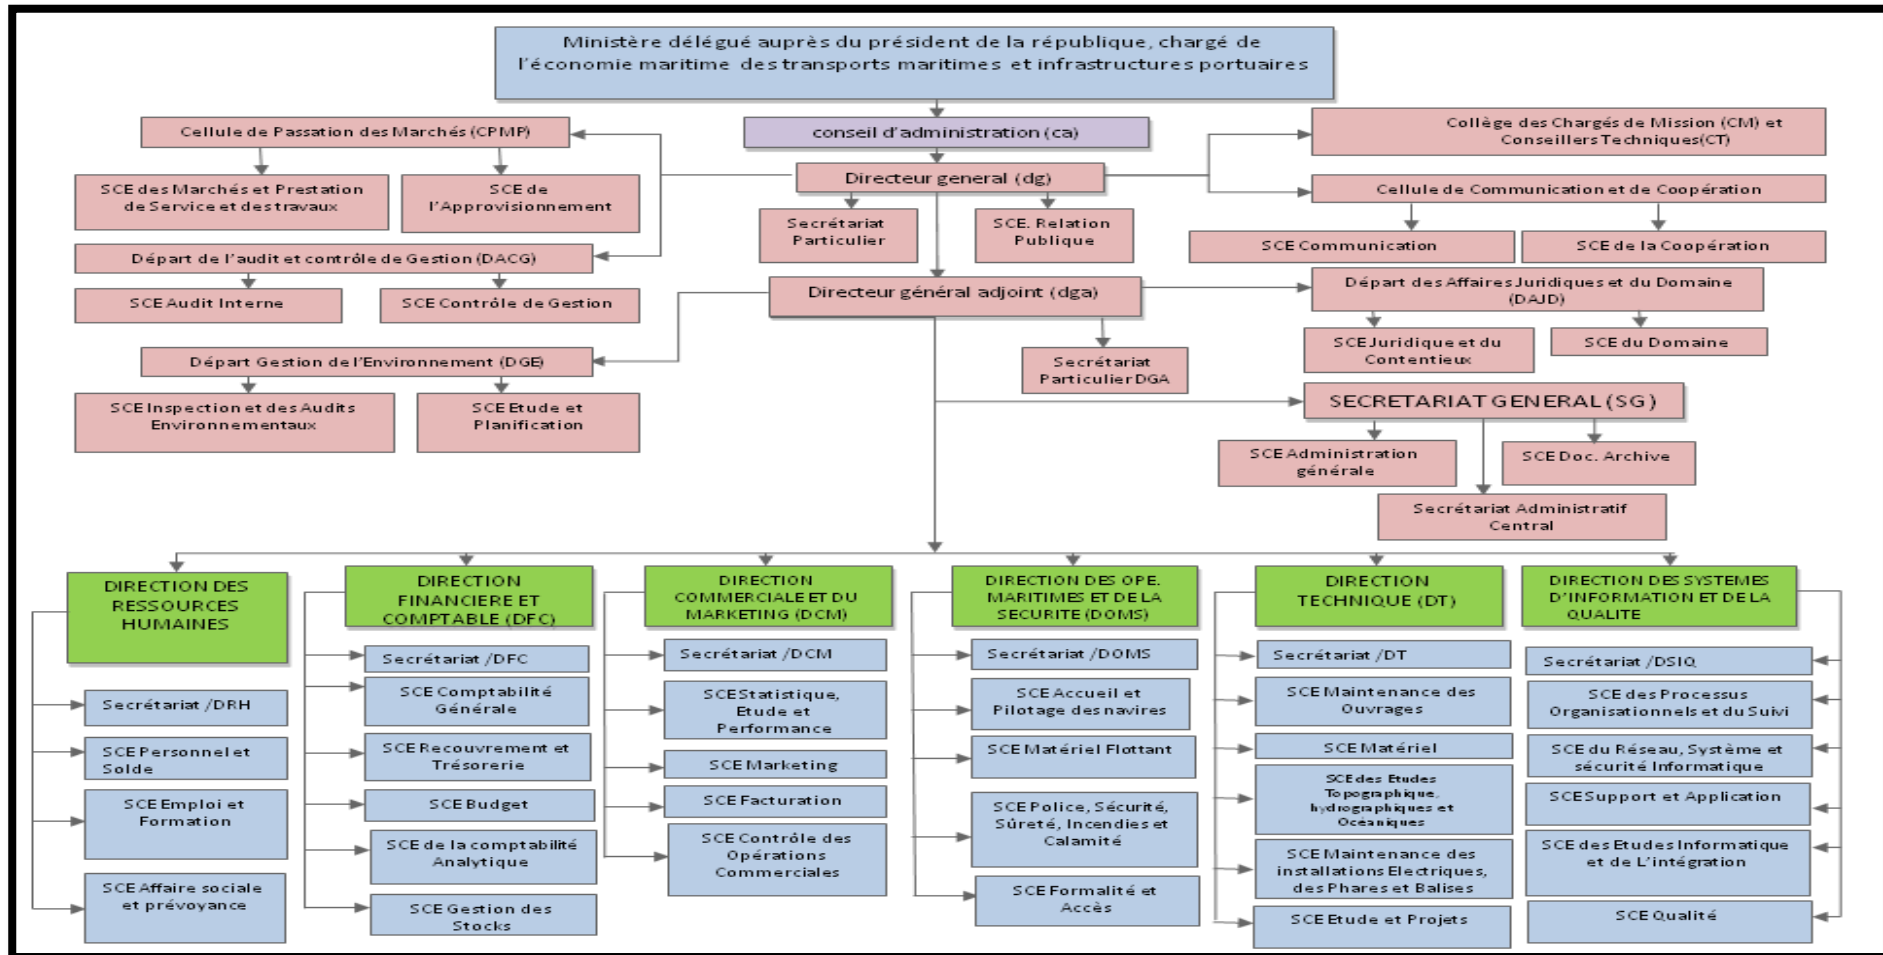 Ministère délégué auprès du président de la république, chargé de
l'économie maritime des transports maritimes et infrastructures portuaires
Cellule de Passation des Marchés (CPMP)
conseil d'administration (ca)
Collège des Chargés de Mission (CM) et
Conseillers Techniques(CT)
SCE des Marchés et Prestation
de Service et des travaux
SCE de
l'Approvisionnement
Directeur general (dg)
Cellule de Communication et de Coopération
Secrétariat
Particulier
SCE. Relation
Publique
SCE Communication
SCE de la Coopération
Départ de l'audit et contrôle de Gestion (DACG)
SCE Audit Interne
SCE Contrôle de Gestion
Directeur général adjoint (dga)
Départ des Affaires Juridiques et du Domaine
(DAJD)
SCE Juridique et du
Contentieux
SCE du Domaine
Départ Gestion de l'Environnement (DGE)
Secrétariat
Particulier DGA
SCE Inspection et des Audits
Environnementaux
SCE Etude et
Planification
SECRETARIAT GENERAL (SG)
SCE Administration
générale
SCE Doc. Archive
Secrétariat Administratif
Central
DIRECTION DES
RESSOURCES
HUMAINES
Secrétariat /DRH
SCE Personnel et
Solde
SCE Emploi et
Formation
SCE Affaire sociale
et prévoyance
DIRECTION
FINANCIERE ET
COMPTABLE (DFC)
Secrétariat /DFC
SCE Comptabilité
Générale
SCE Recouvrement et
Trésorerie
SCE Budget
SCE de la comptabilité
Analytique
SCE Gestion des
Stocks
DIRECTION
COMMERCIALE ET DU
MARKETING (DCM)
Secrétariat /DCM
SCE Statistique,
Etude et
Performance
SCE Marketing
SCE Facturation
SCE Contrôle des
Opérations
Commerciales
DIRECTION DES OPE.
MARITIMES ET DE LA
SECURITE (DOMS)
Secrétariat /DOMS
SCE Accueil et
Pilotage des navires
SCE Matériel Flottant
SCE Police, Sécurité,
Sûreté, Incendies et
Calamité
SCE Formalité et
Accès
DIRECTION
TECHNIQUE (DT)
Secrétariat /DT
SCE Maintenance des
Ouvrages
SCE Matériel
SCE des Etudes
Topographique,
hydrographiques et
Océaniques
SCE Maintenance des
installations Electriques,
des Phares et Balises
SCE Etude et Projets
DIRECTION DES SYSTEMES
D'INFORMATION ET DE LA
QUALITE
Secrétariat /DSIQ
SCE des Processus
Organisationnels et du Suivi
SCE du Réseau, Système et
sécurité Informatique
SCE Support et Application
SCE des Etudes Informatique
et de L'intégration
SCE Qualité